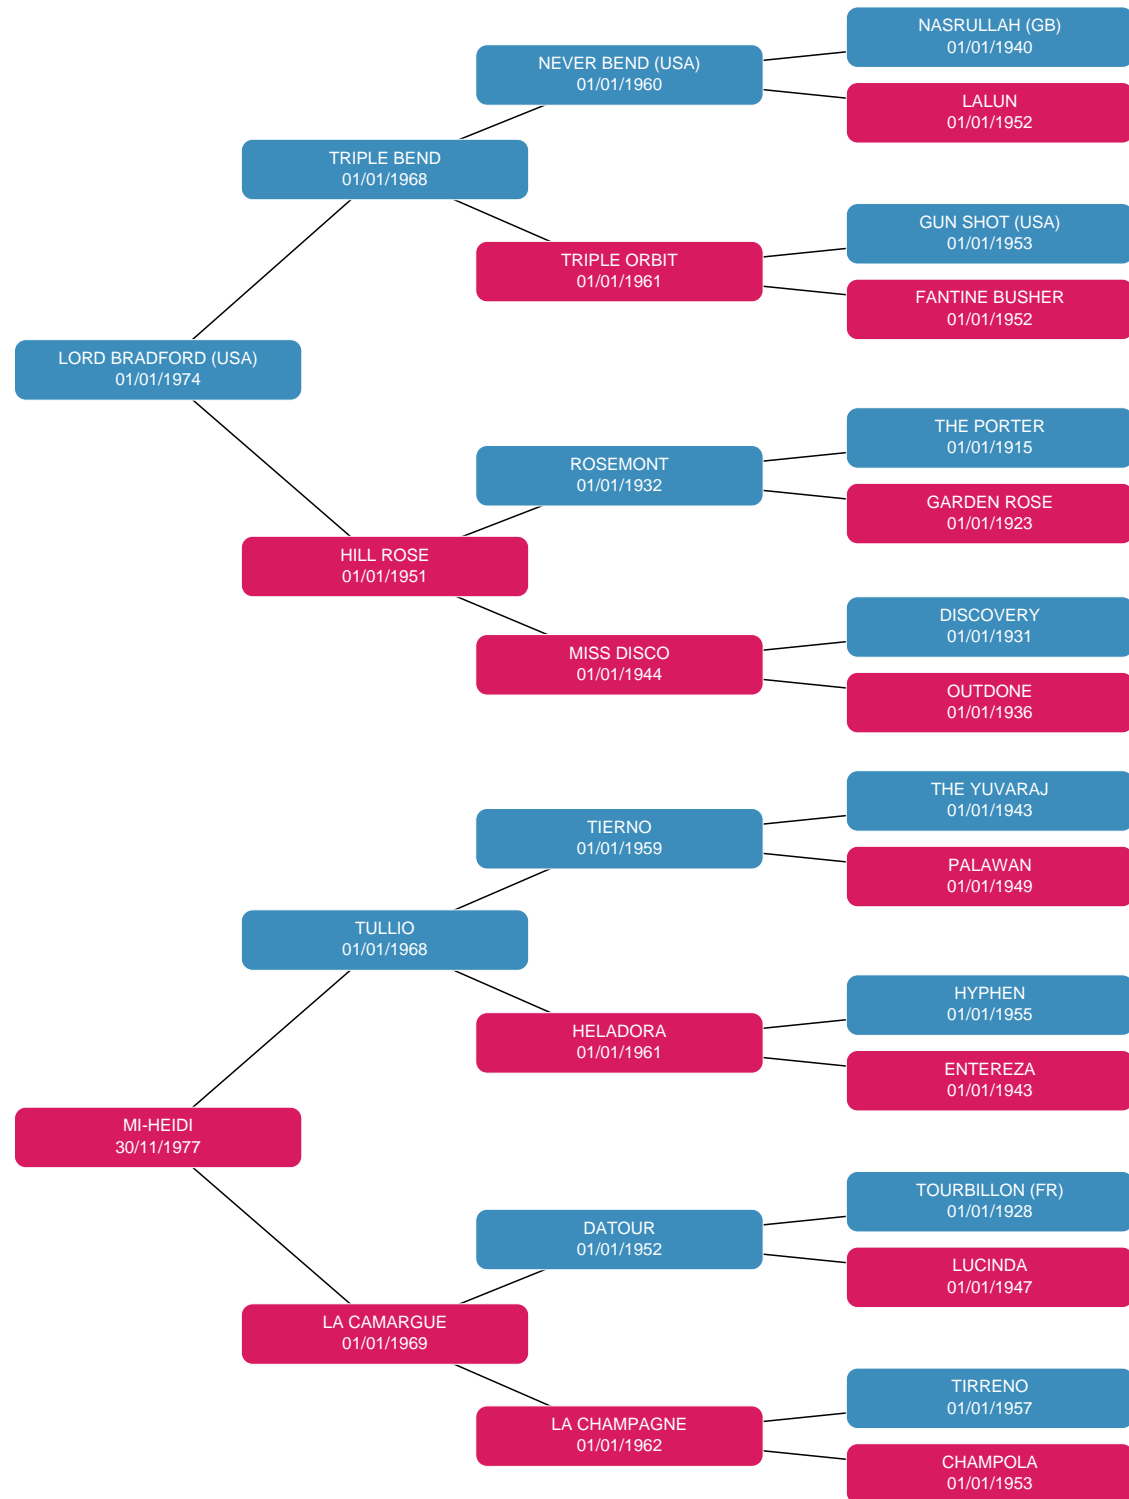 NASRULLAH (GB)
01/01/1940
NEVER BEND (USA)
01/01/1960
LALUN
01/01/1952
TRIPLE BEND
01/01/1968
GUN SHOT (USA)
01/01/1953
TRIPLE ORBIT
01/01/1961
FANTINE BUSHER
01/01/1952
LORD BRADFORD (USA)
01/01/1974
THE PORTER
01/01/1915
ROSEMONT
01/01/1932
GARDEN ROSE
01/01/1923
HILL ROSE
01/01/1951
DISCOVERY
01/01/1931
MISS DISCO
01/01/1944
OUTDONE
01/01/1936
THE YUVARAJ
01/01/1943
TIERNO
01/01/1959
PALAWAN
01/01/1949
TULLIO
01/01/1968
HYPHEN
01/01/1955
HELADORA
01/01/1961
ENTEREZA
01/01/1943
MI-HEIDI
30/11/1977
TOURBILLON (FR)
01/01/1928
DATOUR
01/01/1952
LUCINDA
01/01/1947
LA CAMARGUE
01/01/1969
TIRRENO
01/01/1957
LA CHAMPAGNE
01/01/1962
CHAMPOLA
01/01/1953